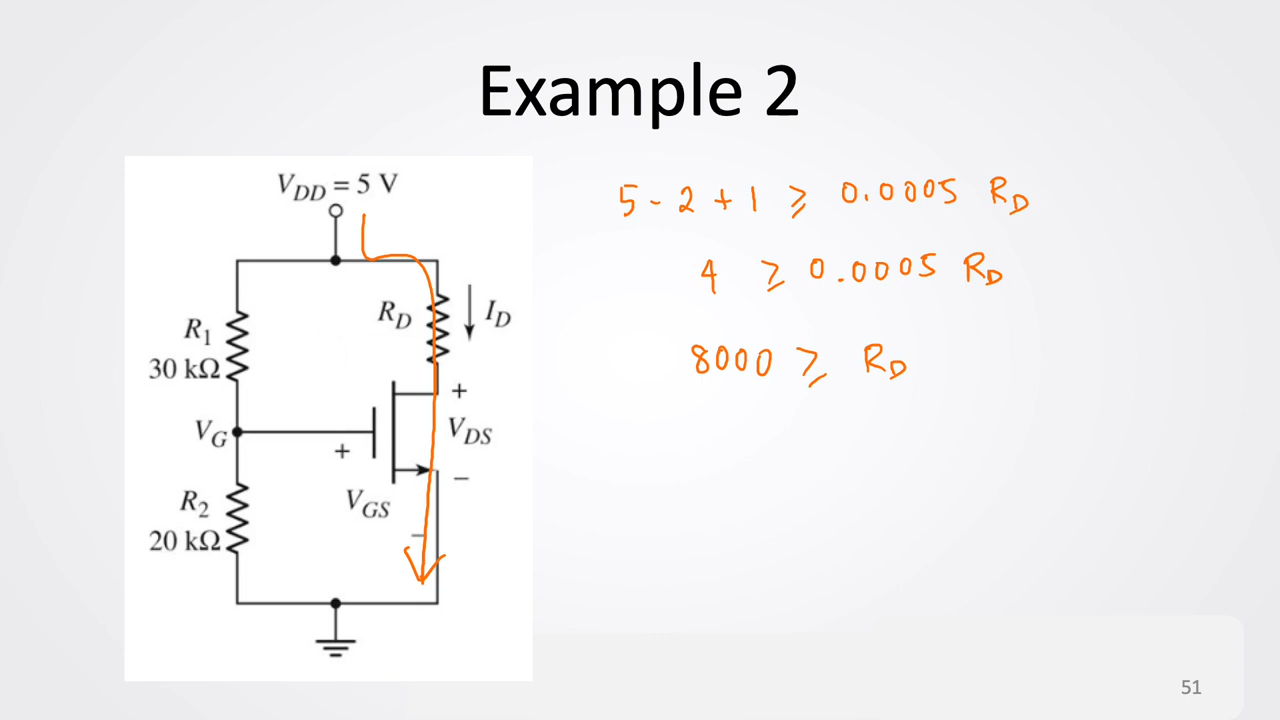 Example 2
V_DD = 5 V
R_1
30 kΩ
R_D
I_D
+
V_DS
−
V_G
+
V_GS
−
R_2
20 kΩ
5 - 2 + 1 ≥ 0.0005 R_D
4 ≥ 0.0005 R_D
8000 ≥ R_D
51